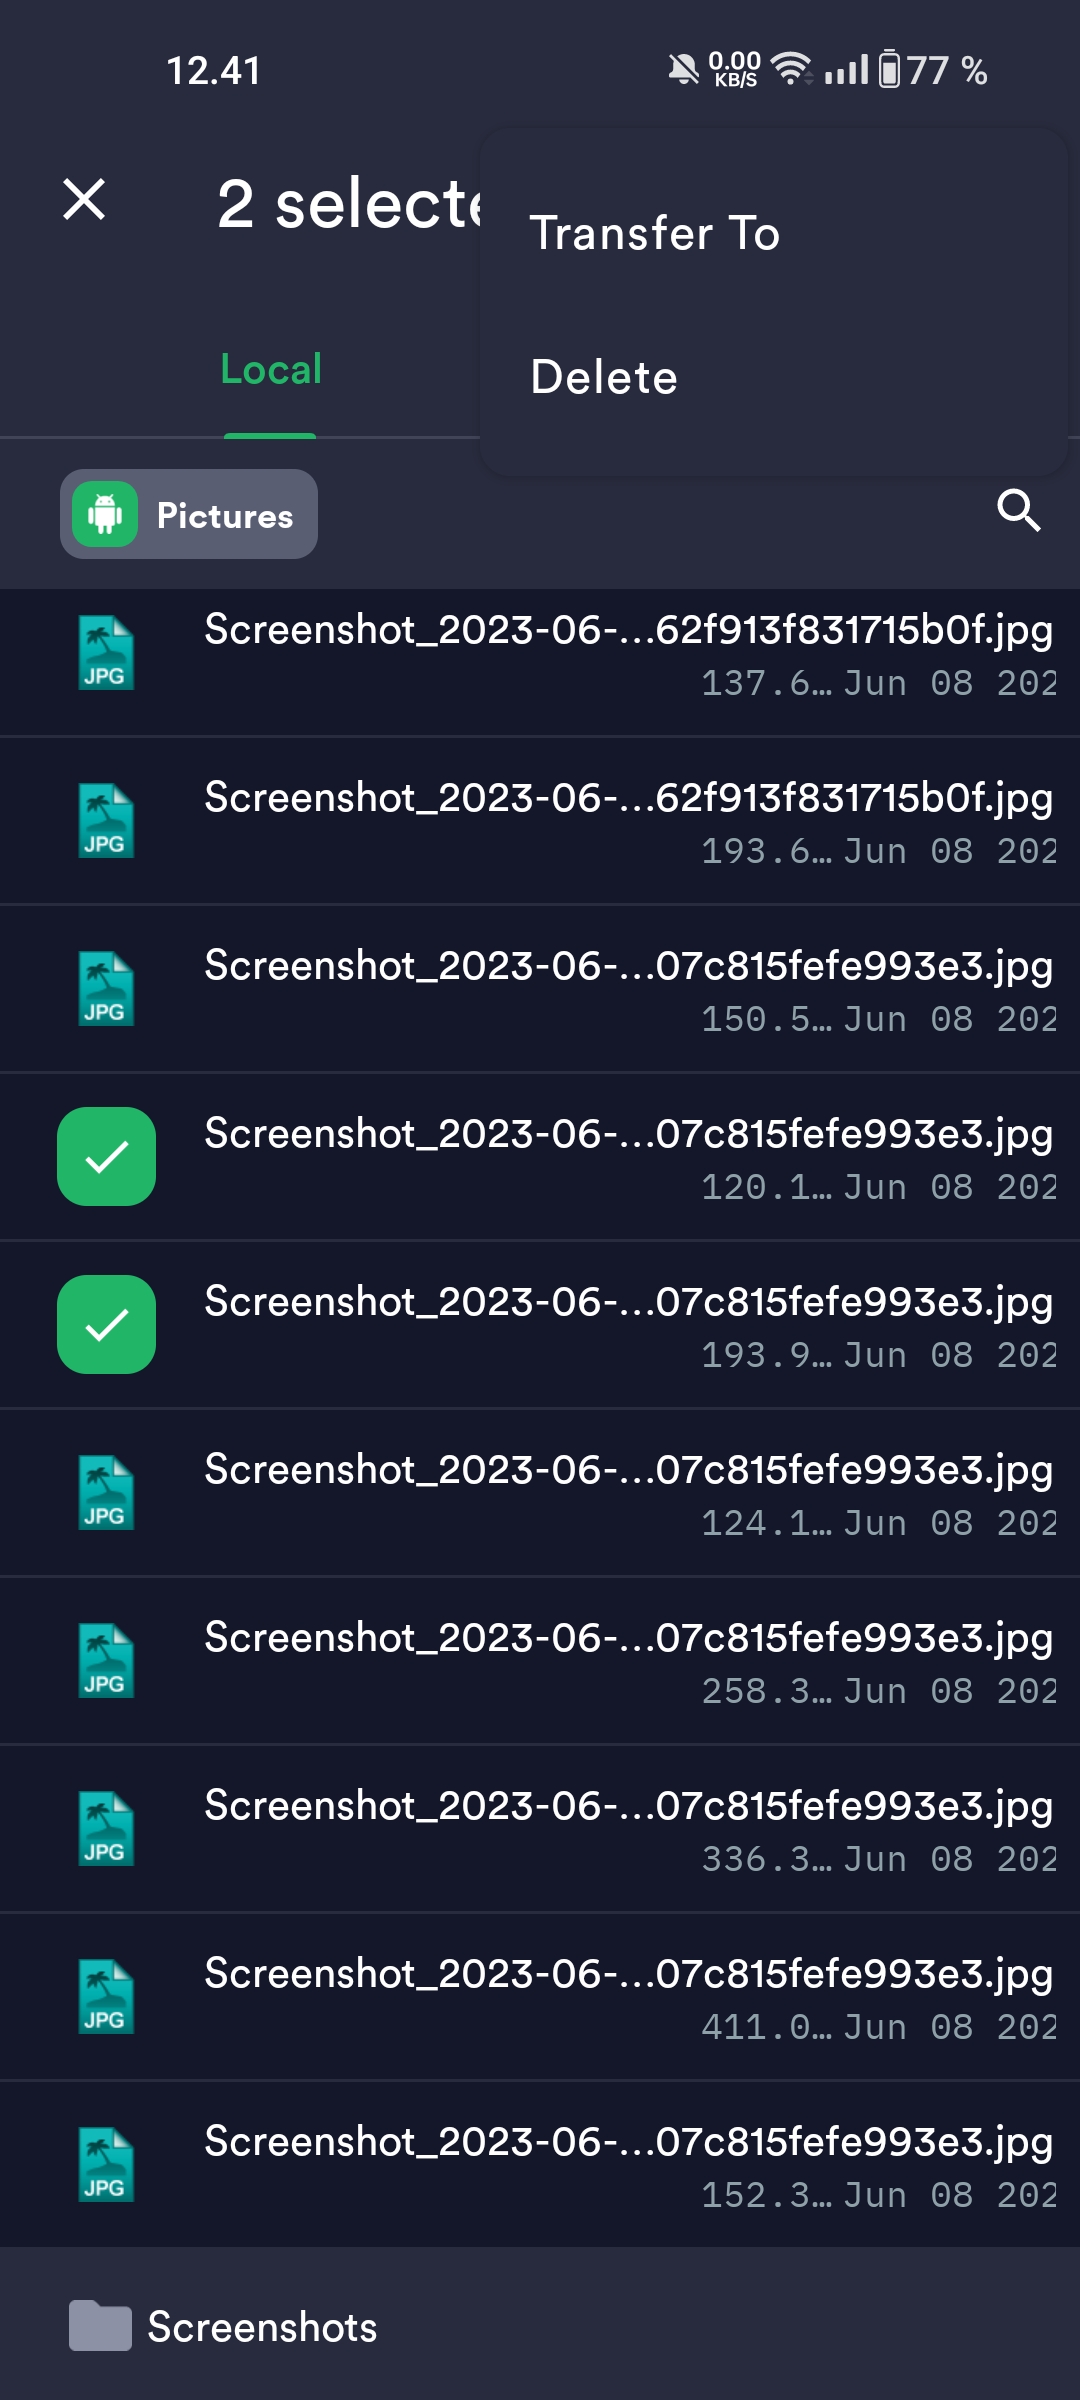 12.41
0.00
KB/S
77 %
2 selecte
Transfer To
Delete
Local
Pictures
Screenshot_2023-06-...62f913f831715b0f.jpg
137.6… Jun 08 202
JPG
Screenshot_2023-06-...62f913f831715b0f.jpg
193.6… Jun 08 202
JPG
Screenshot_2023-06-...07c815fefe993e3.jpg
150.5… Jun 08 202
JPG
Screenshot_2023-06-...07c815fefe993e3.jpg
120.1… Jun 08 202
Screenshot_2023-06-...07c815fefe993e3.jpg
193.9… Jun 08 202
Screenshot_2023-06-...07c815fefe993e3.jpg
124.1… Jun 08 202
JPG
Screenshot_2023-06-...07c815fefe993e3.jpg
258.3… Jun 08 202
JPG
Screenshot_2023-06-...07c815fefe993e3.jpg
336.3… Jun 08 202
JPG
Screenshot_2023-06-...07c815fefe993e3.jpg
411.0… Jun 08 202
JPG
Screenshot_2023-06-...07c815fefe993e3.jpg
152.3… Jun 08 202
JPG
Screenshots